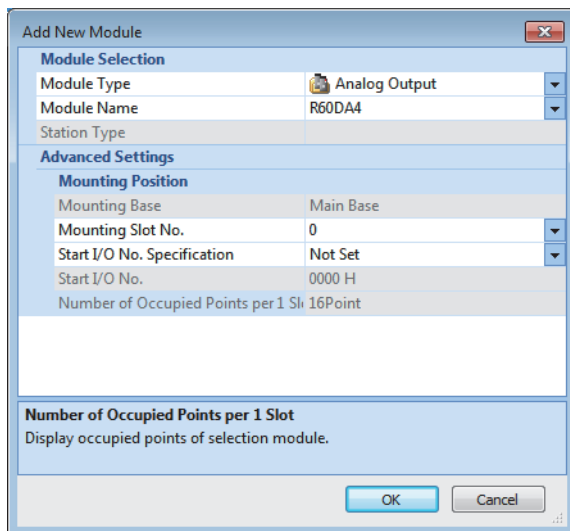 Add New Module
Module Selection
Module Type Analog Output
Module Name R60DA4
Station Type
Advanced Settings
Mounting Position
Mounting Base Main Base
Mounting Slot No. 0
Start I/O No. Specification Not Set
Start I/O No. 0000 H
Number of Occupied Points per 1 Sl 16Point
Number of Occupied Points per 1 Slot
Display occupied points of selection module.
OK Cancel